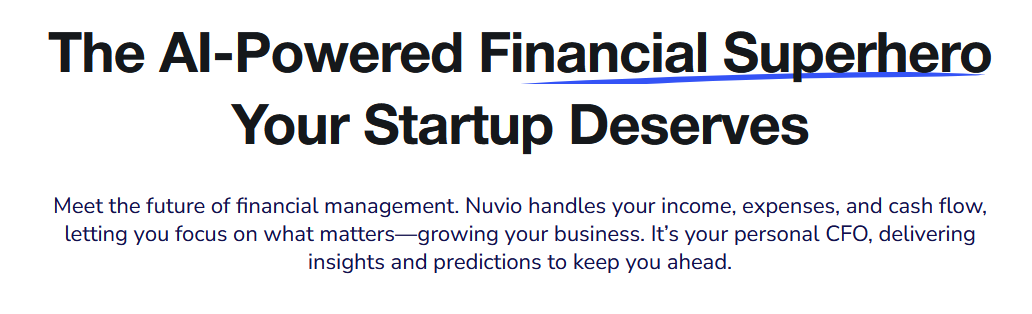 The AI-Powered Financial Superhero
Your Startup Deserves
Meet the future of financial management. Nuvio handles your income, expenses, and cash flow,
letting you focus on what matters—growing your business. It’s your personal CFO, delivering
insights and predictions to keep you ahead.